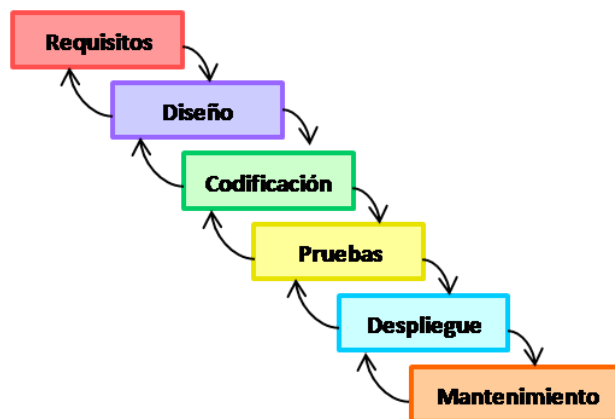 Requisitos
Diseño
Codificación
Pruebas
Despliegue
Mantenimiento